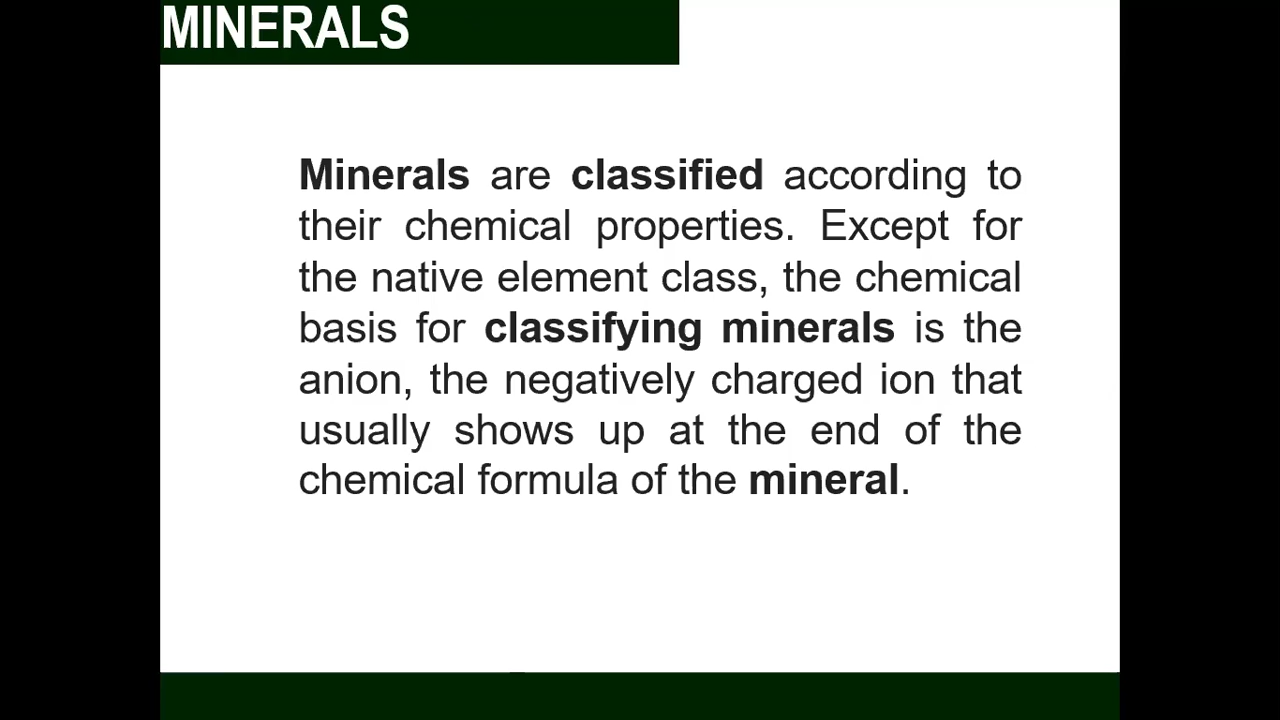 MINERALS
Minerals are classified according to
their chemical properties. Except for
the native element class, the chemical
basis for classifying minerals is the
anion, the negatively charged ion that
usually shows up at the end of the
chemical formula of the mineral.